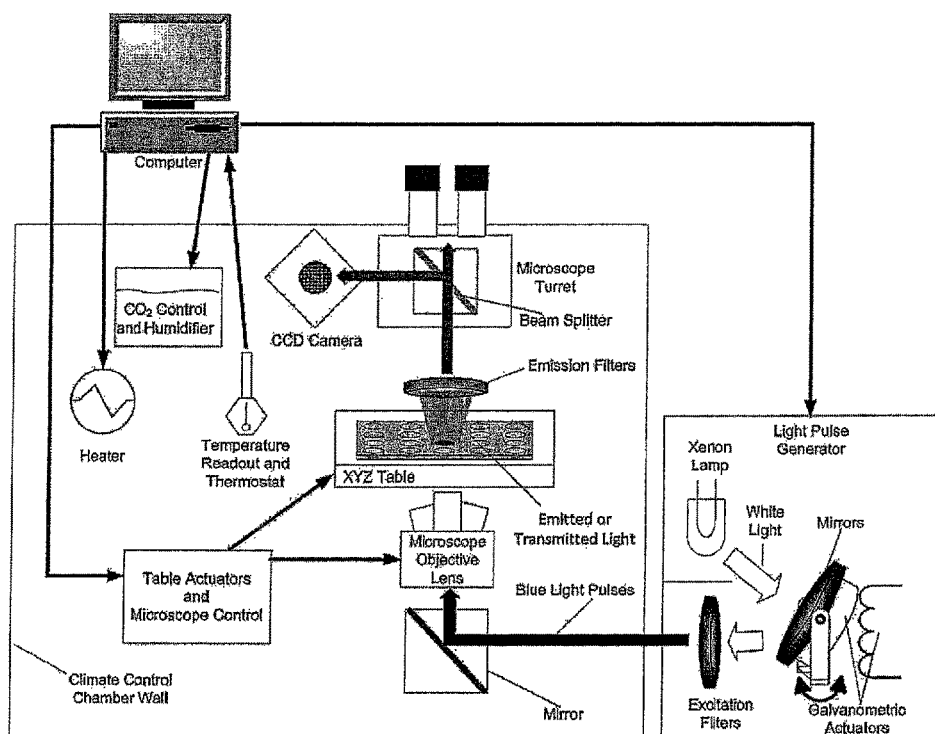 Computer
CO₂ Control
and Humidifier
Heater
Temperature
Readout and
Thermostat
CCD Camera
Microscope
Turret
Beam Splitter
Emission Filters
XYZ Table
Emitted or
Transmitted Light
Microscope
Objective
Lens
Table Actuators
and
Microscope Control
Blue Light Pulses
Climate Control
Chamber Wall
Mirror
Light Pulse
Generator
Xenon
Lamp
White
Light
Mirrors
Excitation
Filters
Galvanometric
Actuators